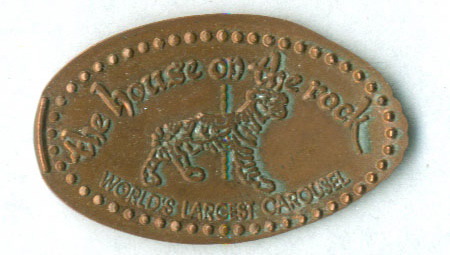 the house on the rock
WORLD'S LARGEST CAROUSEL